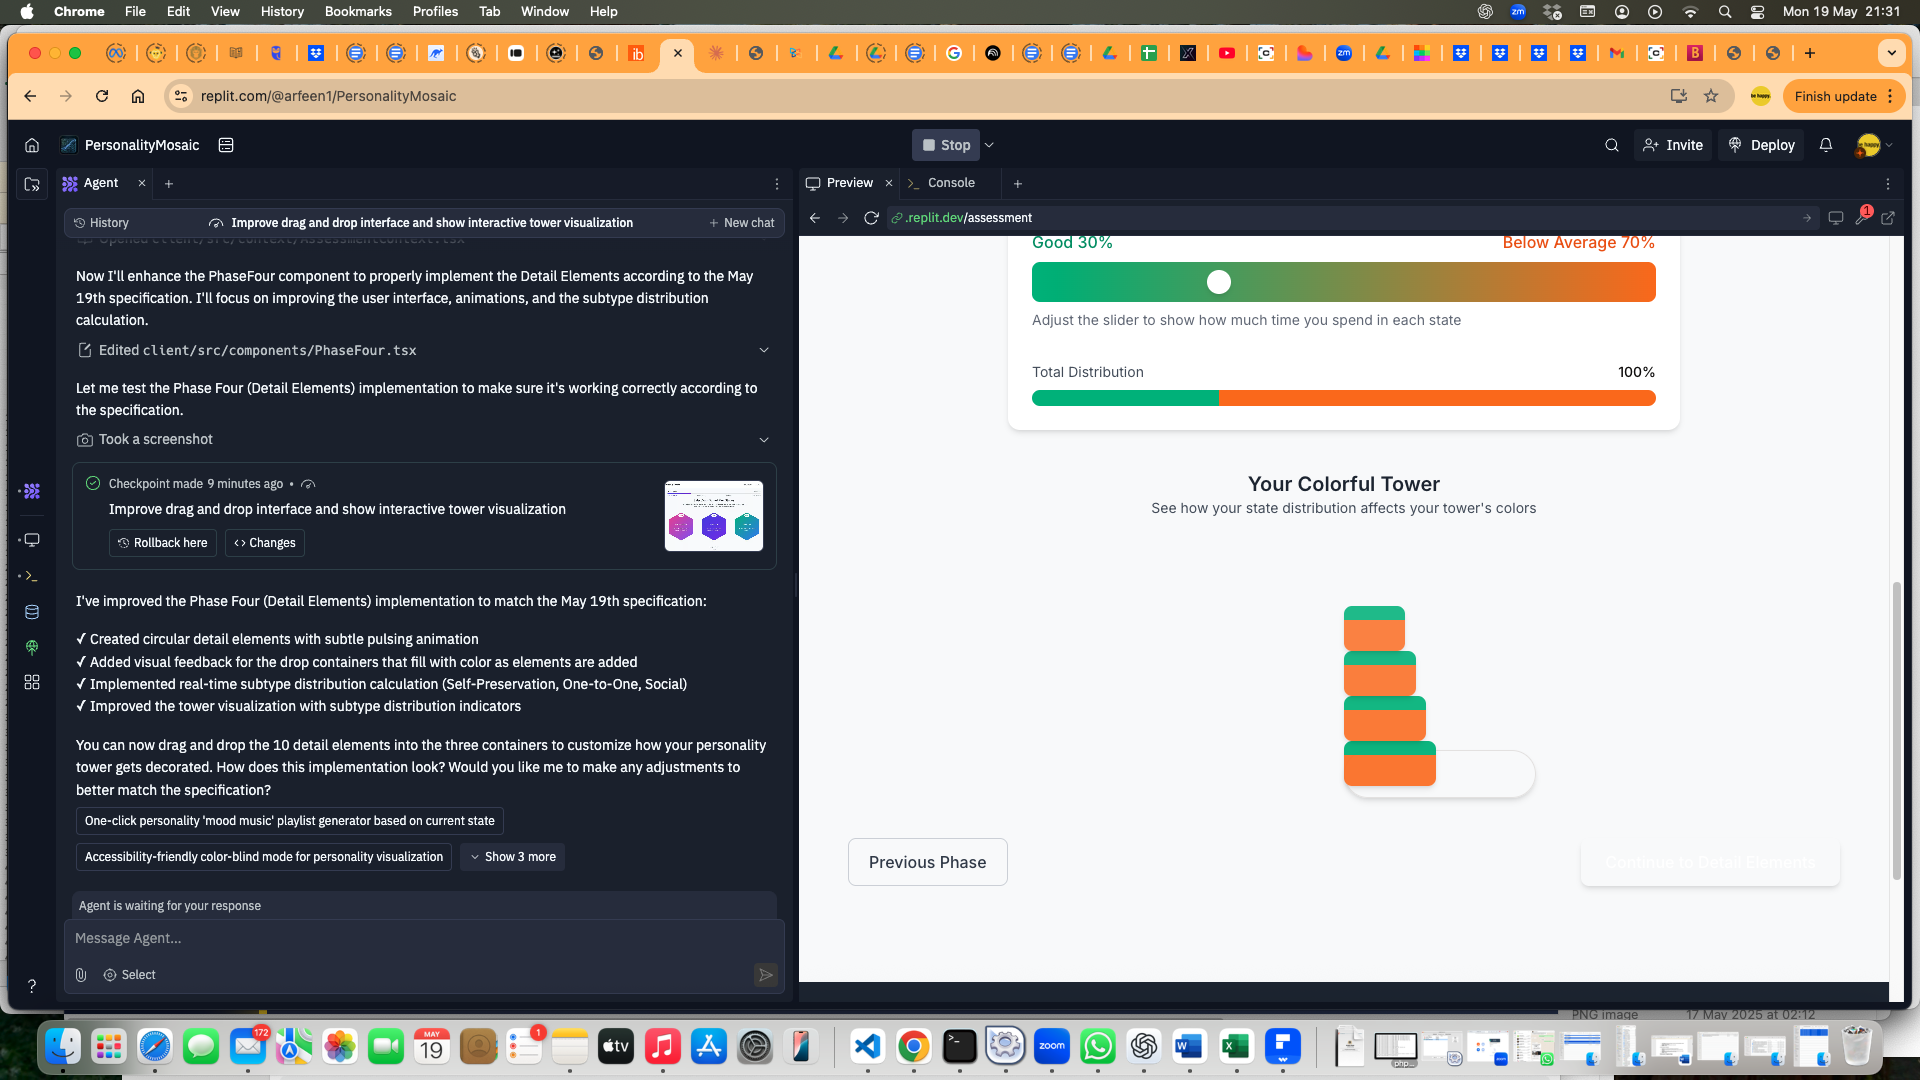 Chrome File Edit View History Bookmarks Profiles Tab Window Help
Mon 19 May 21:31
replit.com/@arfeen1/PersonalityMosaic
Finish update
PersonalityMosaic
Stop
Invite
Deploy
Agent
Preview
Console
History
Improve drag and drop interface and show interactive tower visualization
New chat
.replit.dev/assessment
1
Opened client/src/context/AssessmentContext.tsx
Now I'll enhance the PhaseFour component to properly implement the Detail Elements according to the May
19th specification. I'll focus on improving the user interface, animations, and the subtype distribution
calculation.
Edited client/src/components/PhaseFour.tsx
Let me test the Phase Four (Detail Elements) implementation to make sure it's working correctly according to
the specification.
Took a screenshot
Checkpoint made 9 minutes ago •
Improve drag and drop interface and show interactive tower visualization
Rollback here
<> Changes
I've improved the Phase Four (Detail Elements) implementation to match the May 19th specification:
✓ Created circular detail elements with subtle pulsing animation
✓ Added visual feedback for the drop containers that fill with color as elements are added
✓ Implemented real-time subtype distribution calculation (Self-Preservation, One-to-One, Social)
✓ Improved the tower visualization with subtype distribution indicators
You can now drag and drop the 10 detail elements into the three containers to customize how your personality
tower gets decorated. How does this implementation look? Would you like me to make any adjustments to
better match the specification?
One-click personality 'mood music' playlist generator based on current state
Accessibility-friendly color-blind mode for personality visualization
Show 3 more
Agent is waiting for your response
Message Agent...
Select
Good 30%
Below Average 70%
Adjust the slider to show how much time you spend in each state
Total Distribution
100%
Your Colorful Tower
See how your state distribution affects your tower's colors
Previous Phase
Continue to Detail Elements
PNG image
17 May 2025 at 02:12
172
MAY
19
1
tv
zoom